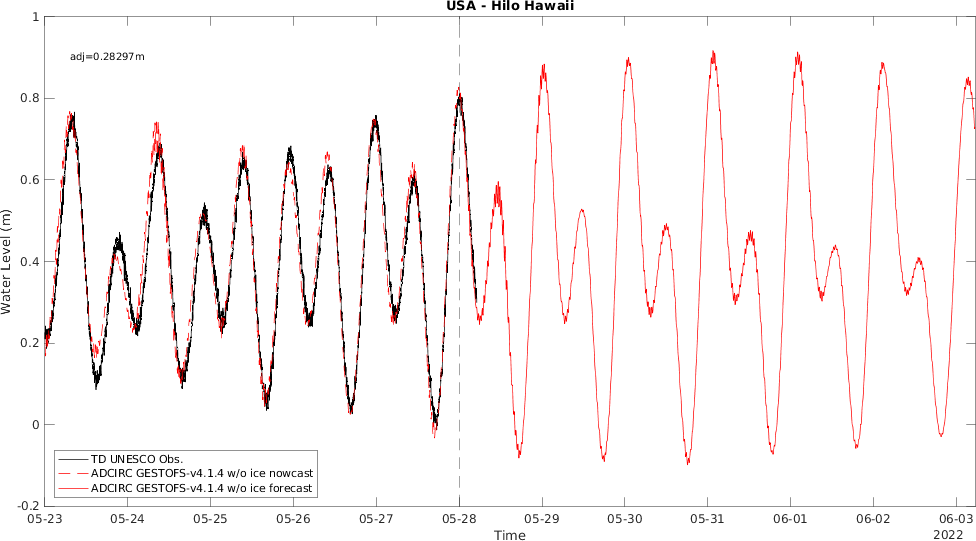 USA - Hilo Hawaii
adj=0.28297m
1
0.8
0.6
0.4
0.2
0
-0.2
Water Level (m)
TD UNESCO Obs.
ADCIRC GESTOFS-v4.1.4 w/o ice nowcast
ADCIRC GESTOFS-v4.1.4 w/o ice forecast
05-23 05-24 05-25 05-26 05-27 05-28 05-29 05-30 05-31 06-01 06-02 06-03
Time
2022